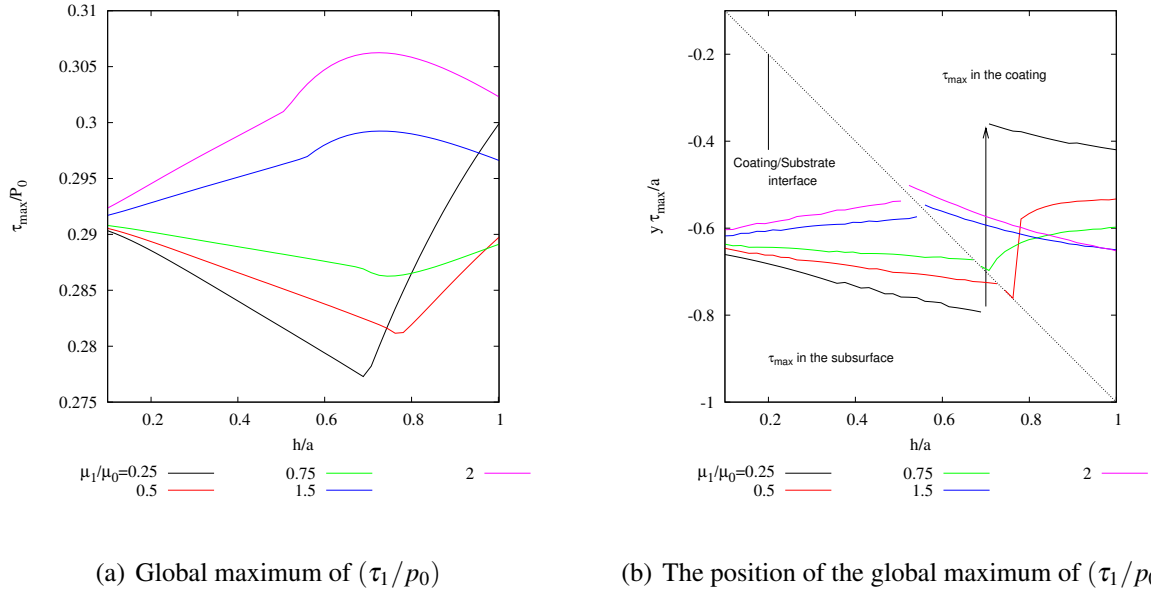 0.31
0.305
0.3
0.295
0.29
0.285
0.28
0.275
τmax/P0
0.2
0.4
0.6
0.8
1
h/a
μ1/μ0=0.25
0.5
0.75
1.5
2
(a) Global maximum of (τ1/p0)
-0.2
-0.4
-0.6
-0.8
-1
y τmax/a
τmax in the coating
Coating/Substrate
interface
τmax in the subsurface
0.2
0.4
0.6
0.8
1
h/a
μ1/μ0=0.25
0.5
0.75
1.5
2
(b) The position of the global maximum of (τ1/p0